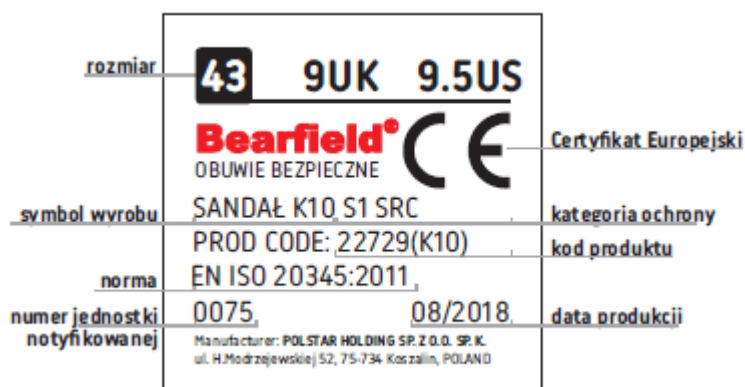 rozmiar
43 9UK 9.5US
Bearfield®
OBUWIE BEZPIECZNE
CE
Certyfikat Europejski
symbol wyrobu
SANDAŁ K10 S1 SRC
kategoria ochrony
PROD CODE: 22729(K10)
kod produktu
norma
EN ISO 20345:2011
numer jednostki
notyfikowanej
0075
08/2018
data produkcji
Manufacturer: POLSTAR HOLDING SP. Z O.O. SP. K.
ul. H.Modrzejewskiej 52, 75-734 Koszalin, POLAND